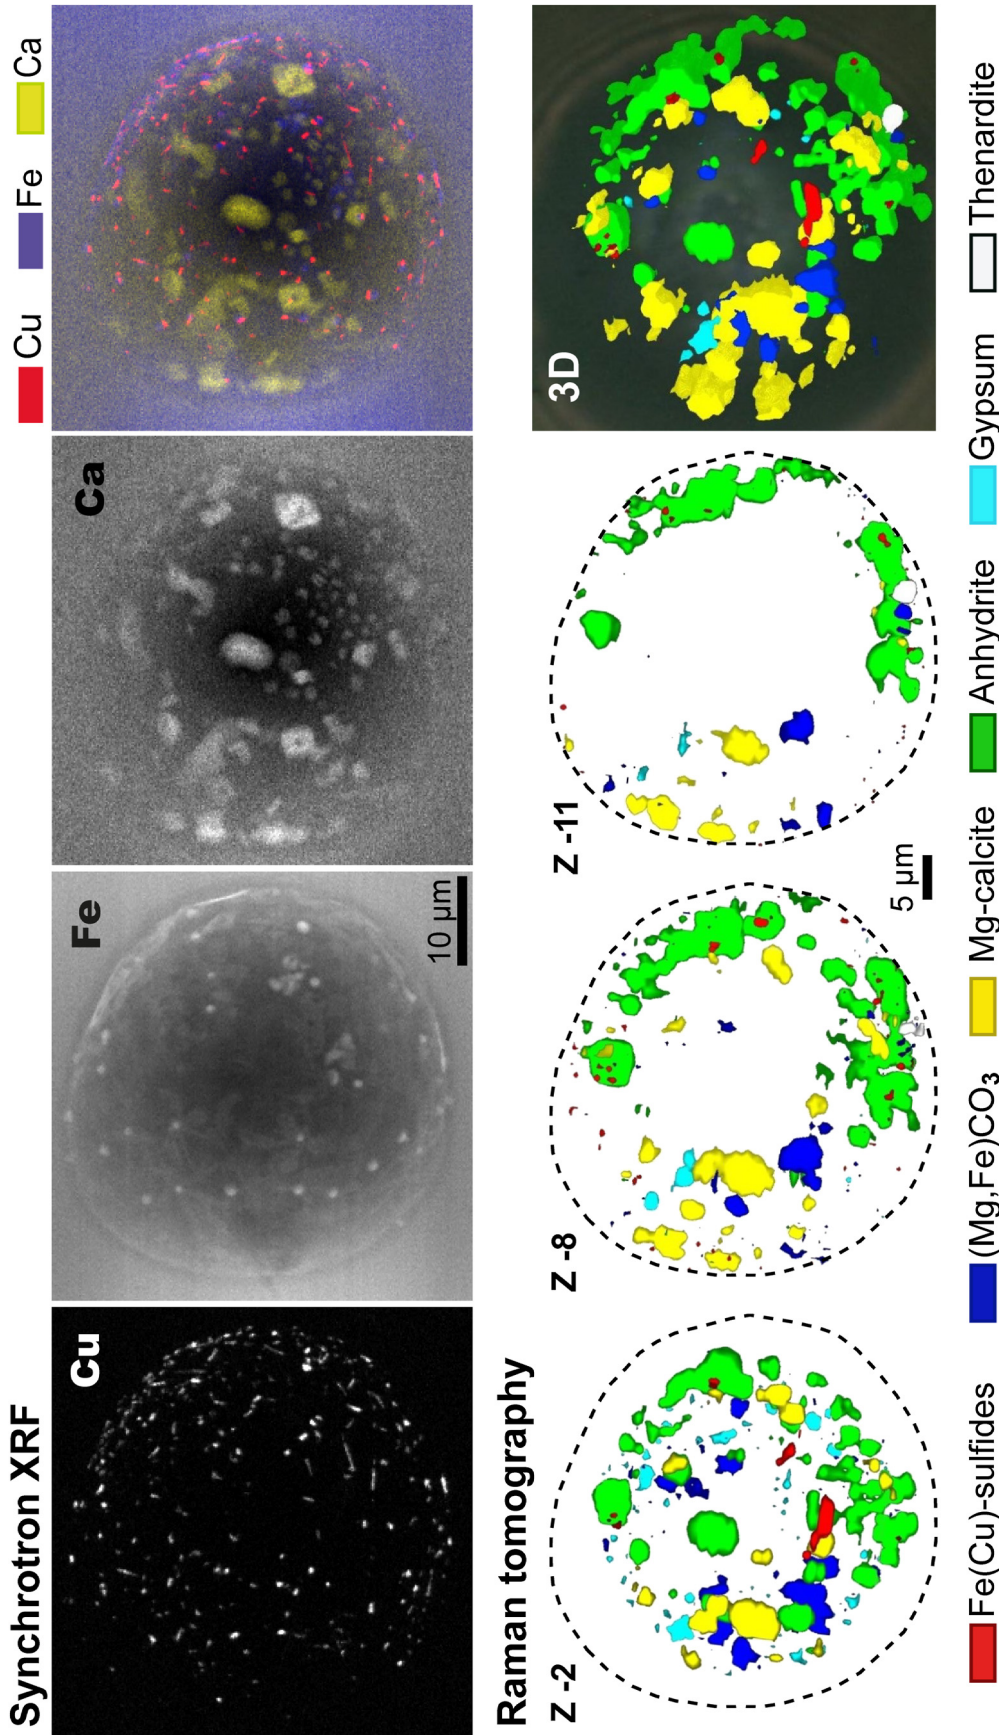 Synchrotron XRF
Cu Fe Ca
Cu
Fe
10 µm
Ca
Raman tomography
Z -2
Z -8
Z -11
5 µm
3D
Fe(Cu)-sulfides (Mg,Fe)CO₃ Mg-calcite Anhydrite Gypsum Thenardite